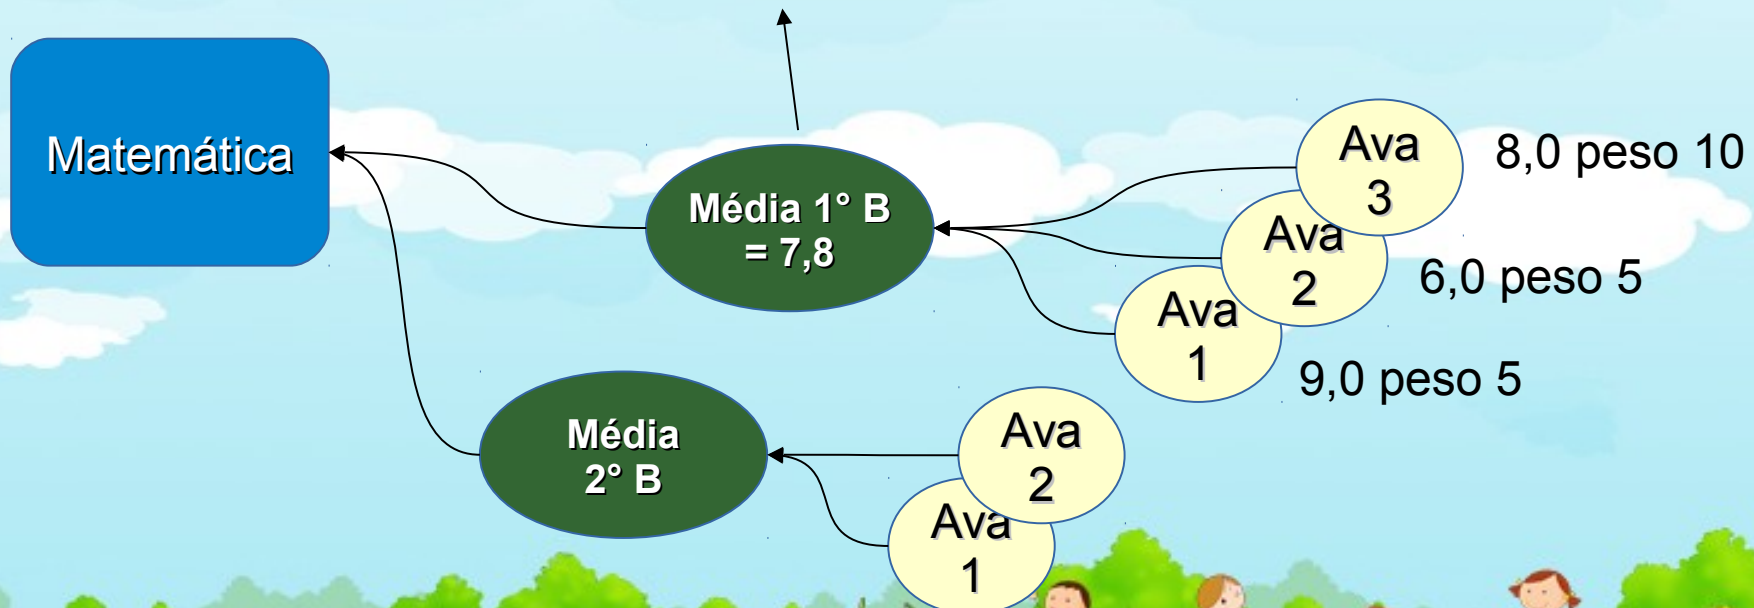 Matemática
Média 1° B
= 7,8
Ava
3
8,0 peso 10
Ava
2
6,0 peso 5
Ava
1
9,0 peso 5
Média
2° B
Ava
2
Ava
1